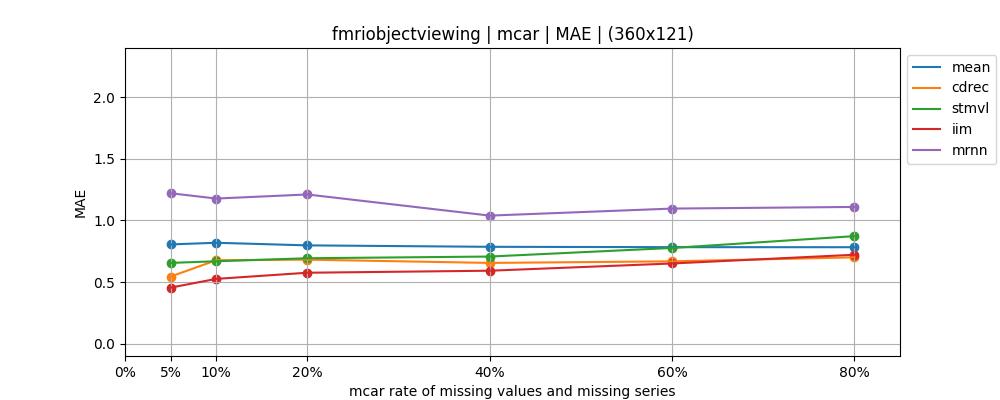 fmriobjectviewing | mcar | MAE | (360x121)
MAE
2.0
1.5
1.0
0.5
0.0
0% 5% 10% 20% 40% 60% 80%
mcar rate of missing values and missing series
mean
cdrec
stmvl
iim
mrnn